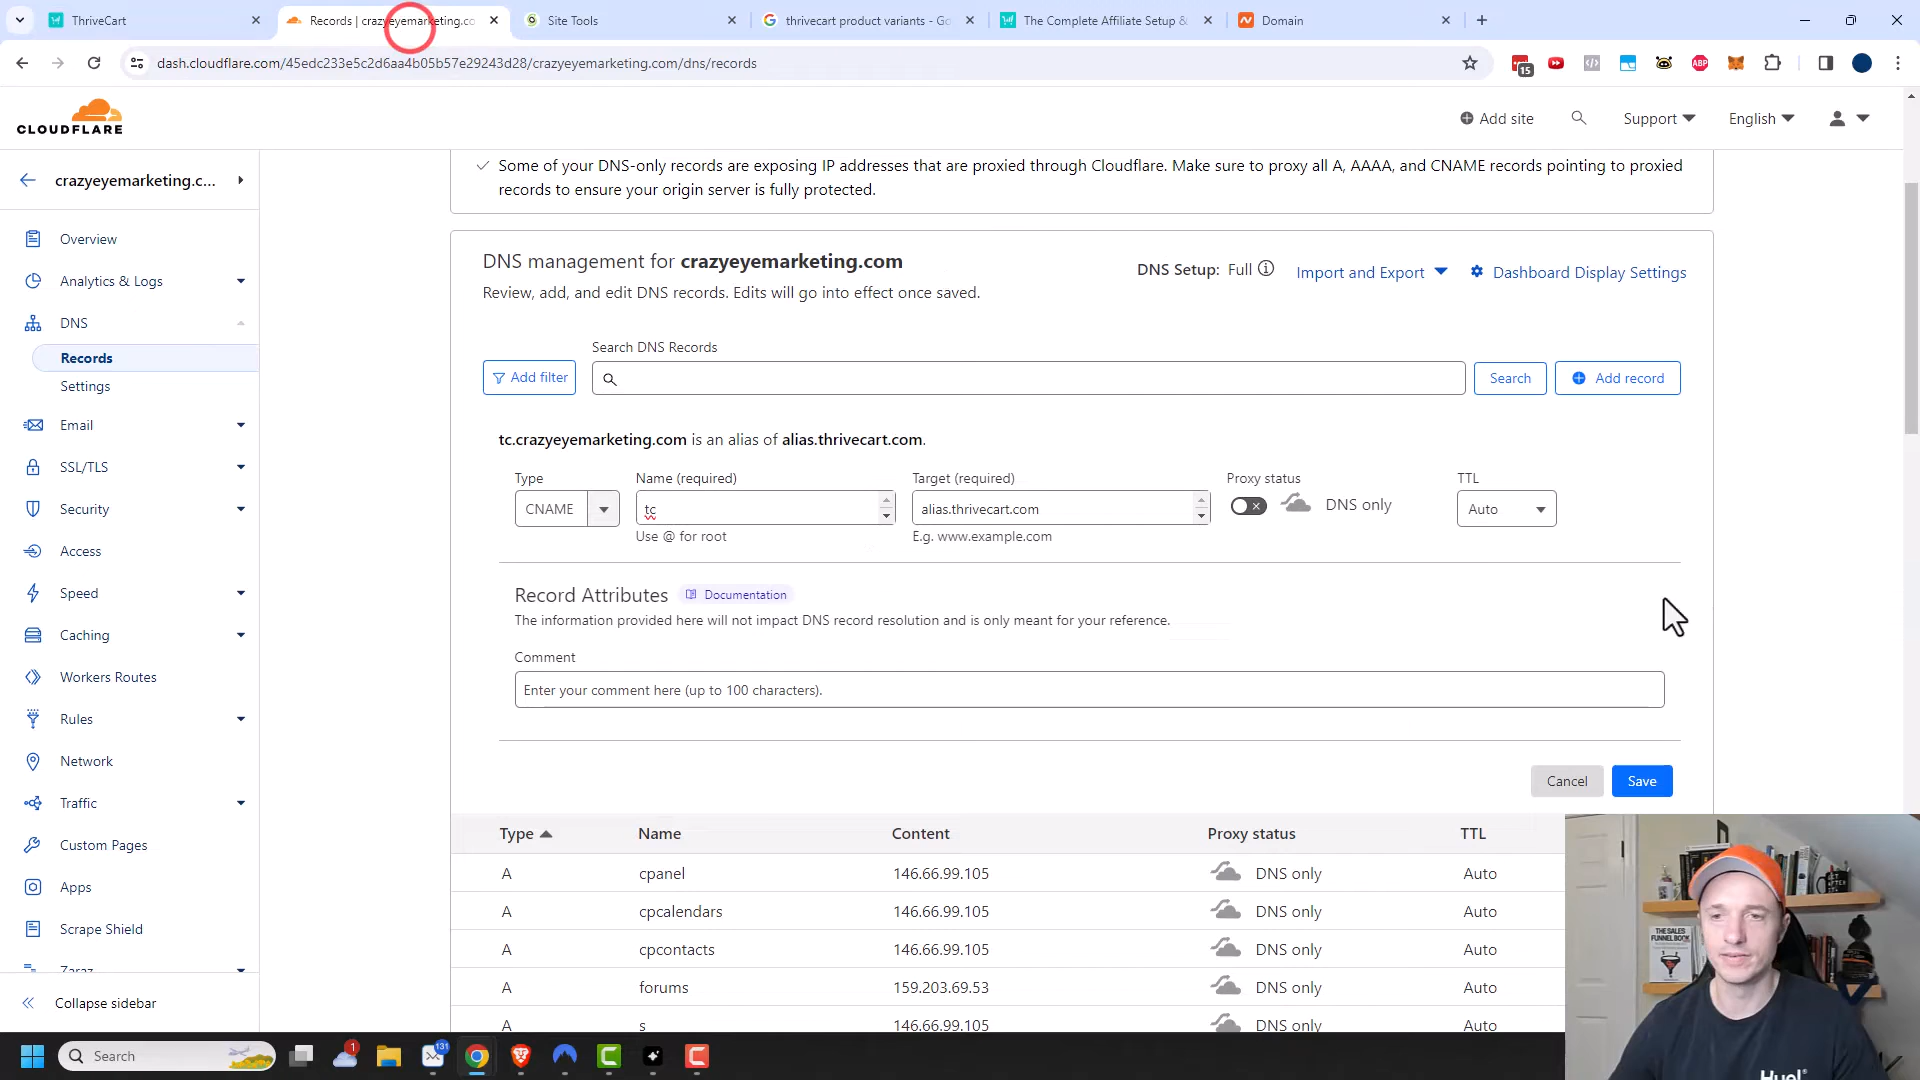 ThriveCart
Records | crazyeyemarketing.co
Site Tools
thrivecart product variants - Go
The Complete Affiliate Setup &
Domain
dash.cloudflare.com/45edc233e5c2d6aa4b05b57e29243d28/crazyeyemarketing.com/dns/records
15
ABP
CLOUDFLARE
Add site
Support
English
crazyeyemarketing.c...
Overview
Analytics & Logs
DNS
Records
Settings
Email
SSL/TLS
Security
Access
Speed
Caching
Workers Routes
Rules
Network
Traffic
Custom Pages
Apps
Scrape Shield
Zaraz
Collapse sidebar
Some of your DNS-only records are exposing IP addresses that are proxied through Cloudflare. Make sure to proxy all A, AAAA, and CNAME records pointing to proxied
records to ensure your origin server is fully protected.
DNS management for crazyeyemarketing.com
Review, add, and edit DNS records. Edits will go into effect once saved.
DNS Setup: Full
Import and Export
Dashboard Display Settings
Search DNS Records
Add filter
Search
Add record
tc.crazyeyemarketing.com is an alias of alias.thrivecart.com.
Type
Name (required)
Target (required)
Proxy status
TTL
CNAME
tc
alias.thrivecart.com
DNS only
Auto
Use @ for root
E.g. www.example.com
Record Attributes
Documentation
The information provided here will not impact DNS record resolution and is only meant for your reference.
Comment
Enter your comment here (up to 100 characters).
Cancel
Save
Type Name Content Proxy status TTL
A cpanel 146.66.99.105 DNS only Auto
A cpcalendars 146.66.99.105 DNS only Auto
A cpcontacts 146.66.99.105 DNS only Auto
A forums 159.203.69.53 DNS only Auto
A s 146.66.99.105 DNS only Auto
THE SALES
FUNNEL BOOK
Huel
Search
1
131